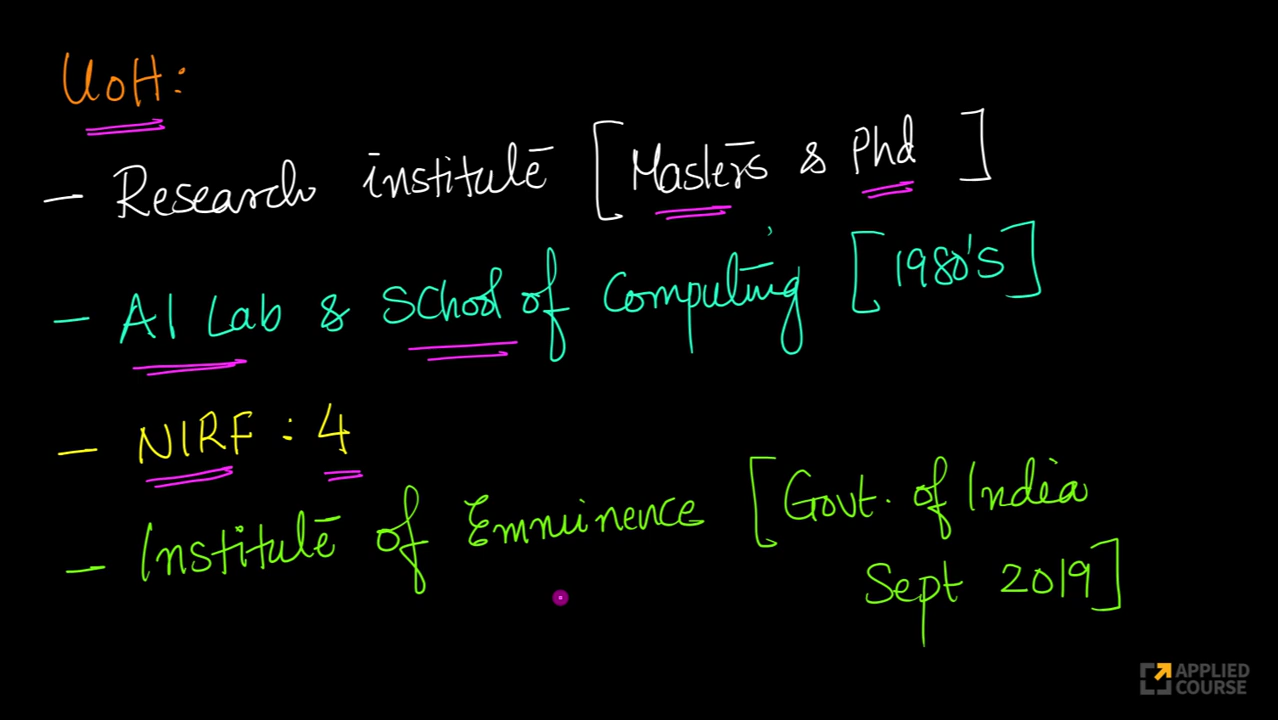 UoH:
- Research institute [Masters & Phd]
- AI Lab & School of Computing [1980's]
- NIRF : 4
- Institute of Emnuinence [Govt. of India
Sept 2019]
APPLIED
COURSE